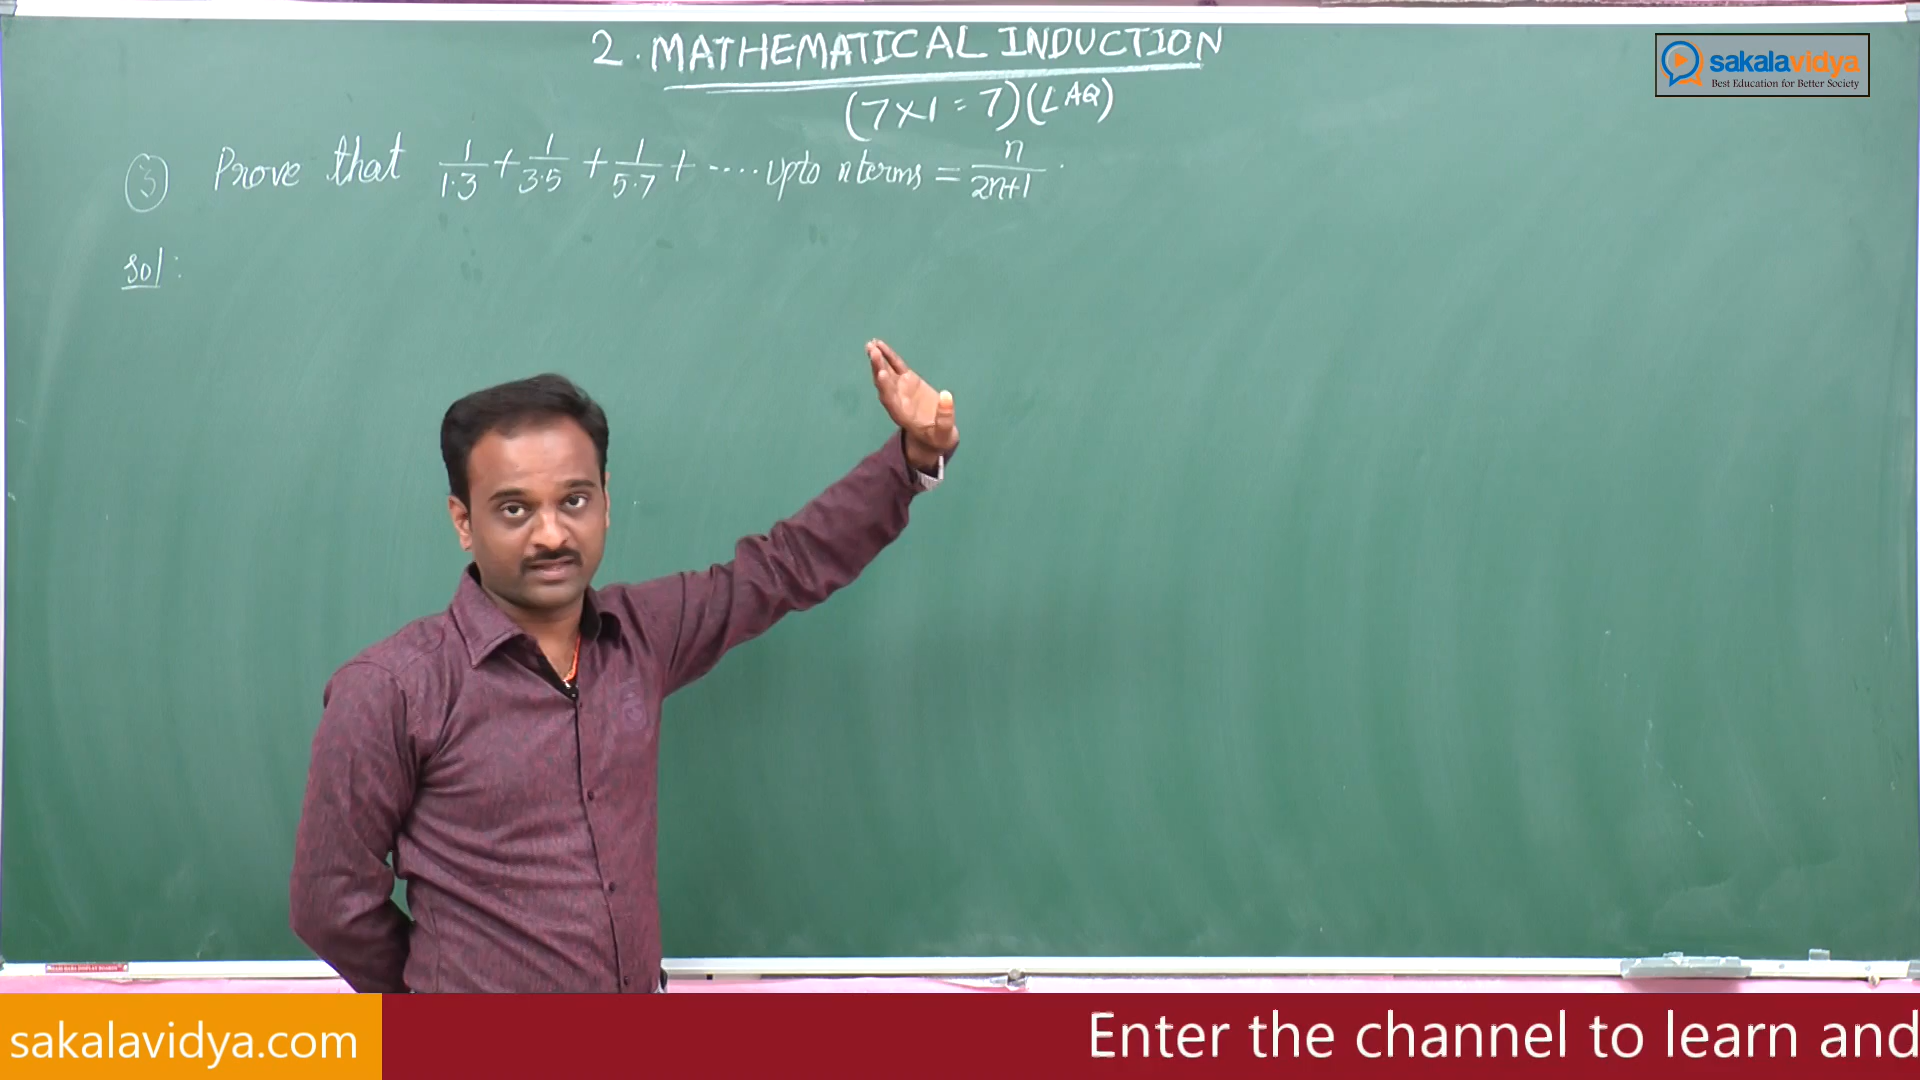 2. MATHEMATICAL INDUCTION
(7×1=7)(LAQ)
sakalavidya
Best Education for Better Society
③ Prove that 1/1·3 + 1/3·5 + 1/5·7 + ···· upto n terms = n/2n+1.
Sol:
sakalavidya.com
Enter the channel to learn and